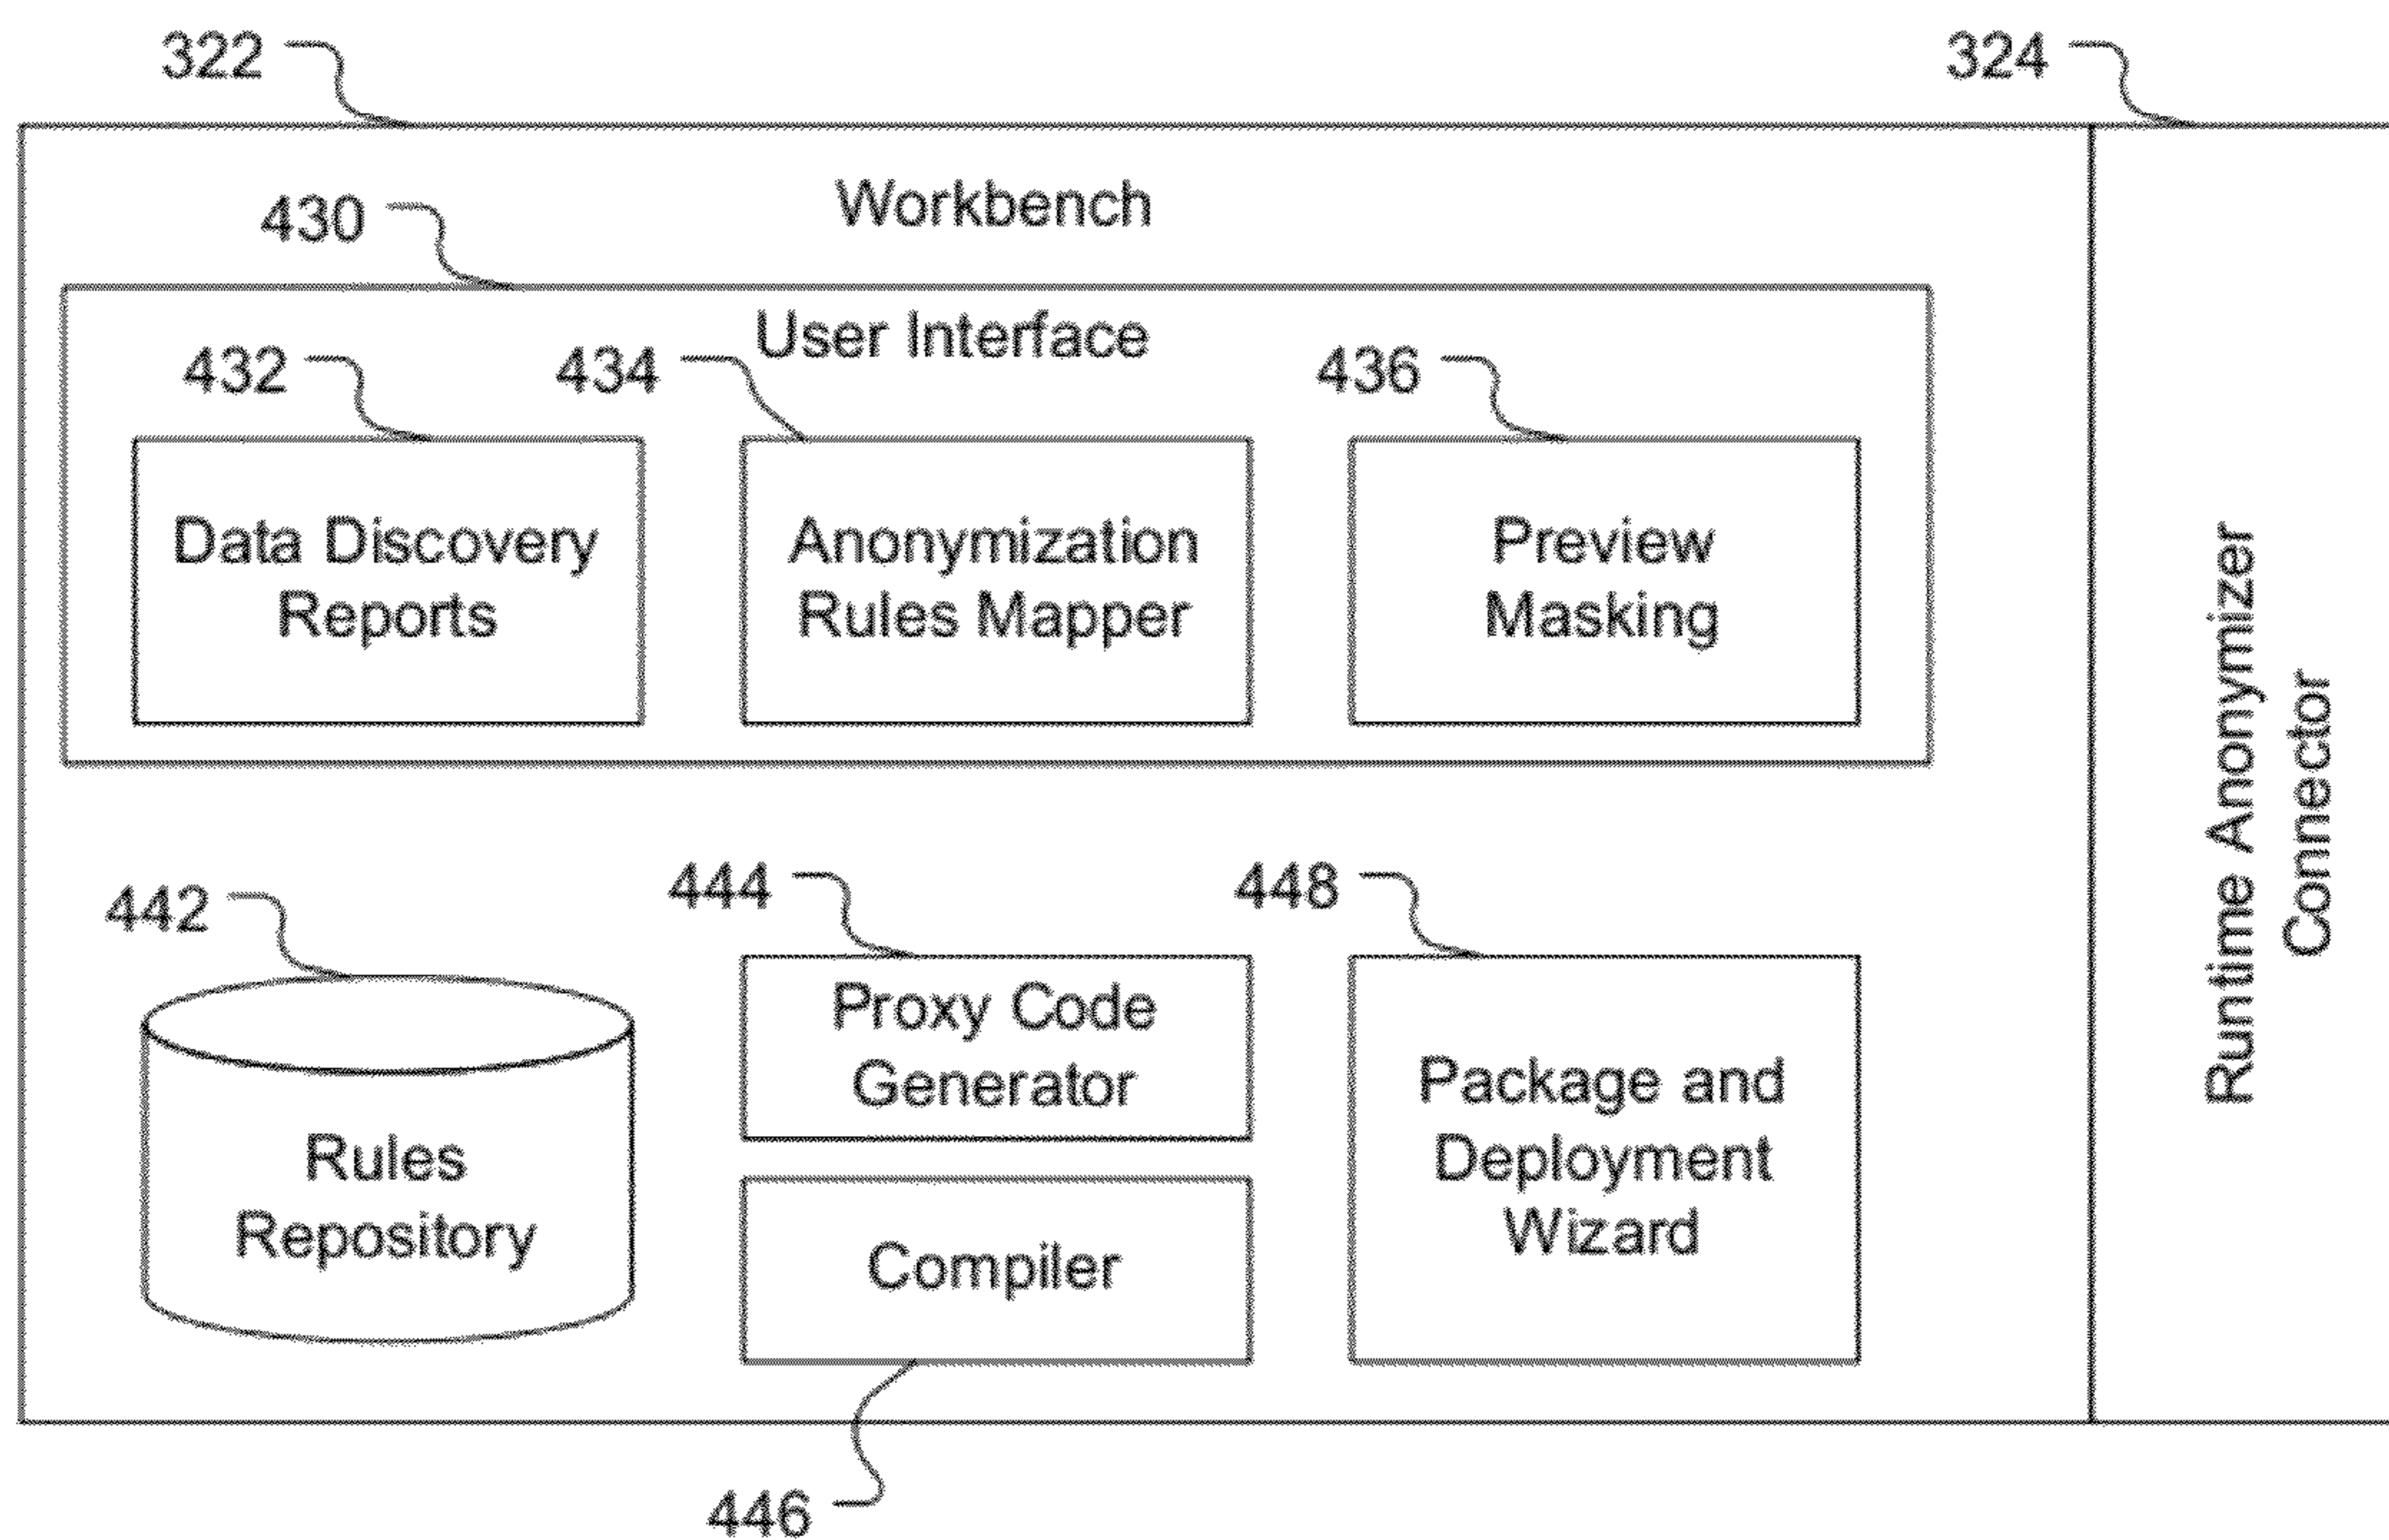 322
324
Workbench
430
User Interface
432
434
436
Data Discovery
Reports
Anonymization
Rules Mapper
Preview
Masking
Runtime Anonymizer
Connector
442
444
448
Rules
Repository
Proxy Code
Generator
Compiler
Package and
Deployment
Wizard
446